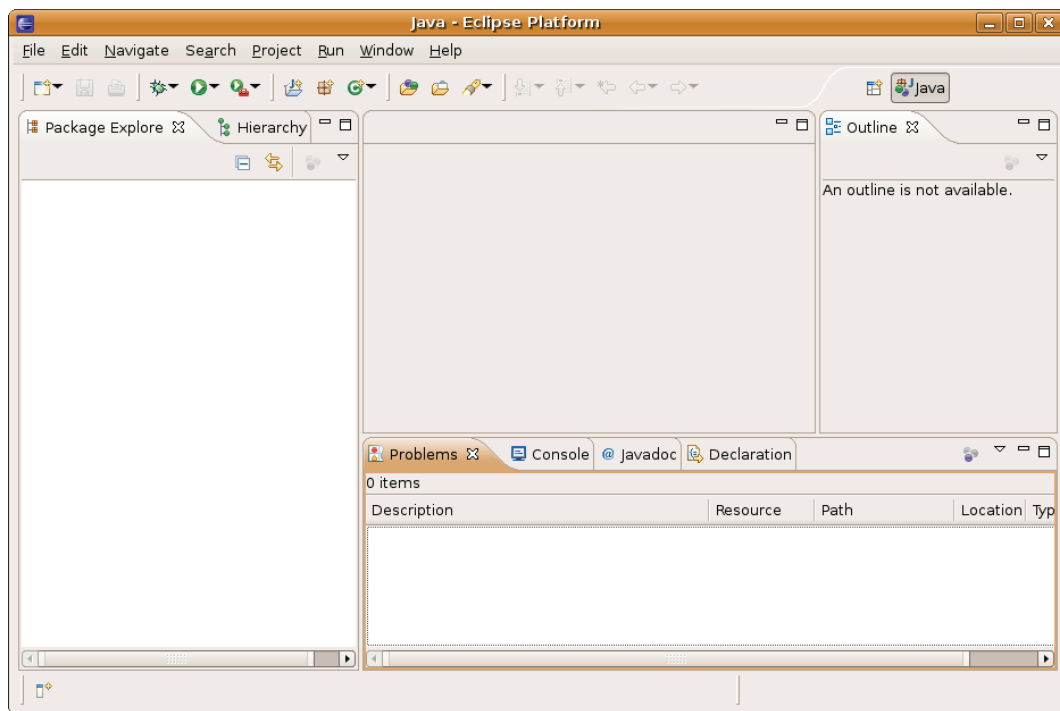 Java - Eclipse Platform
File Edit Navigate Search Project Run Window Help
Java
Package Explore Hierarchy
Outline
An outline is not available.
Problems Console @ Javadoc Declaration
0 items
Description Resource Path Location Typ